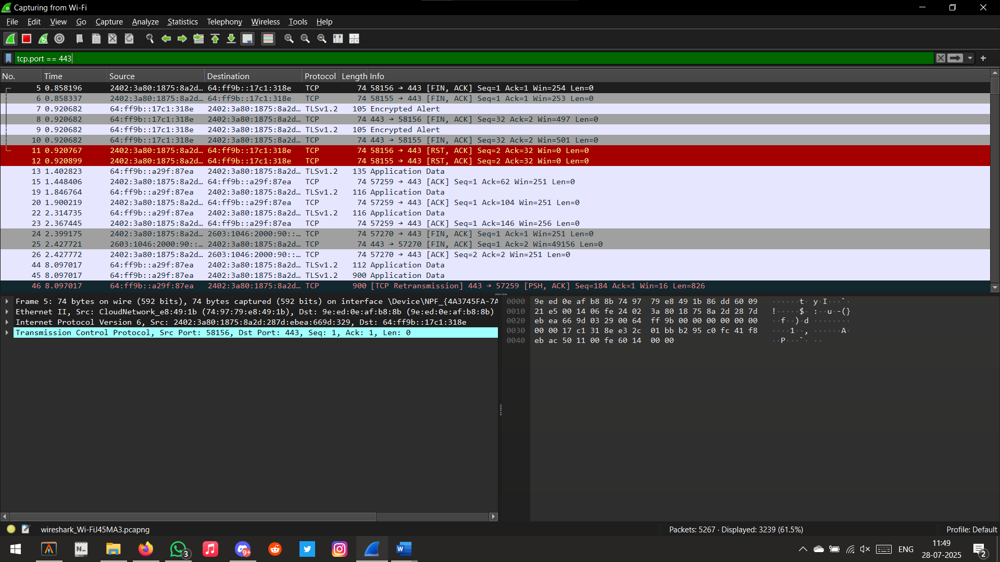 Capturing from Wi-Fi
File Edit View Go Capture Analyze Statistics Telephony Wireless Tools Help
tcp.port == 443
No. Time Source Destination Protocol Length Info
5 0.858196 2402:3a80:1875:8a2d… 64:ff9b::17c1:318e TCP 74 58156 → 443 [FIN, ACK] Seq=1 Ack=1 Win=254 Len=0
6 0.858337 2402:3a80:1875:8a2d… 64:ff9b::17c1:318e TCP 74 58155 → 443 [FIN, ACK] Seq=1 Ack=1 Win=253 Len=0
7 0.920682 64:ff9b::17c1:318e 2402:3a80:1875:8a2d… TLSv1.2 105 Encrypted Alert
8 0.920682 64:ff9b::17c1:318e 2402:3a80:1875:8a2d… TCP 74 443 → 58156 [FIN, ACK] Seq=32 Ack=2 Win=497 Len=0
9 0.920682 64:ff9b::17c1:318e 2402:3a80:1875:8a2d… TLSv1.2 105 Encrypted Alert
10 0.920682 64:ff9b::17c1:318e 2402:3a80:1875:8a2d… TCP 74 443 → 58155 [FIN, ACK] Seq=32 Ack=2 Win=501 Len=0
11 0.920767 2402:3a80:1875:8a2d… 64:ff9b::17c1:318e TCP 74 58156 → 443 [RST, ACK] Seq=2 Ack=32 Win=0 Len=0
12 0.920899 2402:3a80:1875:8a2d… 64:ff9b::17c1:318e TCP 74 58155 → 443 [RST, ACK] Seq=2 Ack=32 Win=0 Len=0
13 1.402823 64:ff9b::a29f:87ea 2402:3a80:1875:8a2d… TLSv1.2 135 Application Data
15 1.448406 2402:3a80:1875:8a2d… 64:ff9b::a29f:87ea TCP 74 57259 → 443 [ACK] Seq=1 Ack=62 Win=251 Len=0
19 1.846764 64:ff9b::a29f:87ea 2402:3a80:1875:8a2d… TLSv1.2 116 Application Data
20 1.900219 2402:3a80:1875:8a2d… 64:ff9b::a29f:87ea TCP 74 57259 → 443 [ACK] Seq=1 Ack=104 Win=251 Len=0
22 2.314735 64:ff9b::a29f:87ea 2402:3a80:1875:8a2d… TLSv1.2 116 Application Data
23 2.367445 2402:3a80:1875:8a2d… 64:ff9b::a29f:87ea TCP 74 57259 → 443 [ACK] Seq=1 Ack=146 Win=256 Len=0
24 2.399175 2402:3a80:1875:8a2d… 2603:1046:2000:90::… TCP 74 57270 → 443 [FIN, ACK] Seq=1 Ack=1 Win=251 Len=0
25 2.427721 2603:1046:2000:90::… 2402:3a80:1875:8a2d… TCP 74 443 → 57270 [FIN, ACK] Seq=1 Ack=2 Win=49156 Len=0
26 2.427772 2402:3a80:1875:8a2d… 2603:1046:2000:90::… TCP 74 57270 → 443 [ACK] Seq=2 Ack=2 Win=251 Len=0
44 8.097017 64:ff9b::a29f:87ea 2402:3a80:1875:8a2d… TLSv1.2 112 Application Data
45 8.097017 64:ff9b::a29f:87ea 2402:3a80:1875:8a2d… TLSv1.2 900 Application Data
46 8.097017 64:ff9b::a29f:87ea 2402:3a80:1875:8a2d… TCP 900 [TCP Retransmission] 443 → 57259 [PSH, ACK] Seq=184 Ack=1 Win=16 Len=826
Frame 5: 74 bytes on wire (592 bits), 74 bytes captured (592 bits) on interface \Device\NPF_{4A3745FA-7A
Ethernet II, Src: CloudNetwork_e8:49:1b (74:97:79:e8:49:1b), Dst: 9e:ed:0e:af:b8:8b (9e:ed:0e:af:b8:8b)
Internet Protocol Version 6, Src: 2402:3a80:1875:8a2d:287d:ebea:669d:329, Dst: 64:ff9b::17c1:318e
Transmission Control Protocol, Src Port: 58156, Dst Port: 443, Seq: 1, Ack: 1, Len: 0
0000 9e ed 0e af b8 8b 74 97 79 e8 49 1b 86 dd 60 09 ······t· y·I···`·
0010 21 e5 00 14 06 fe 24 02 3a 80 18 75 8a 2d 28 7d !·····$· :··u·-(}
0020 eb ea 66 9d 03 29 00 64 ff 9b 00 00 00 00 00 00 ··f··)·d ········
0030 00 00 17 c1 31 8e e3 2c 01 bb b2 95 c0 fc 41 f8 ····1··, ······A·
0040 eb ac 50 11 00 fe 60 14 00 00 ··P···`· ··
wireshark_Wi-FiJ45MA3.pcapng
Packets: 5267 · Displayed: 3239 (61.5%)
Profile: Default
N_
3
9+
W
ENG
11:49
28-07-2025
2